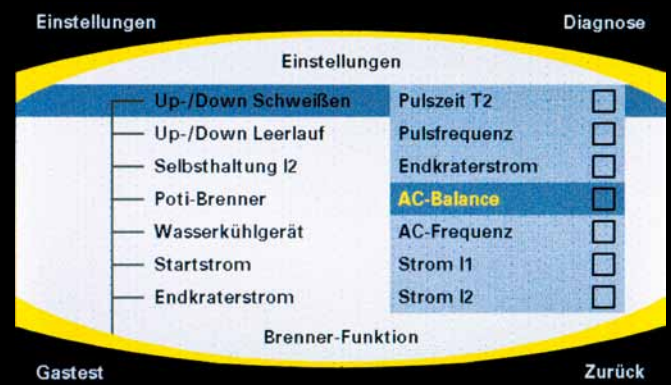 Einstellungen Diagnose
Einstellungen
Up-/Down Schweißen Pulszeit T2
Up-/Down Leerlauf Pulsfrequenz
Selbsthaltung I2 Endkraterstrom
Poti-Brenner AC-Balance
Wasserkühlgerät AC-Frequenz
Startstrom Strom I1
Endkraterstrom Strom I2
Brenner-Funktion
Gastest Zurück